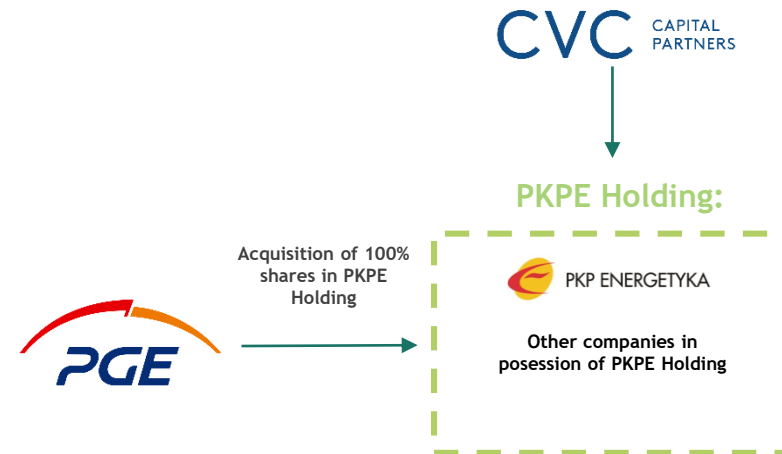 CVC CAPITAL
PARTNERS
PKPE Holding:
Acquisition of 100%
shares in PKPE
Holding
PKP ENERGETYKA
Other companies in
posession of PKPE Holding
PGE